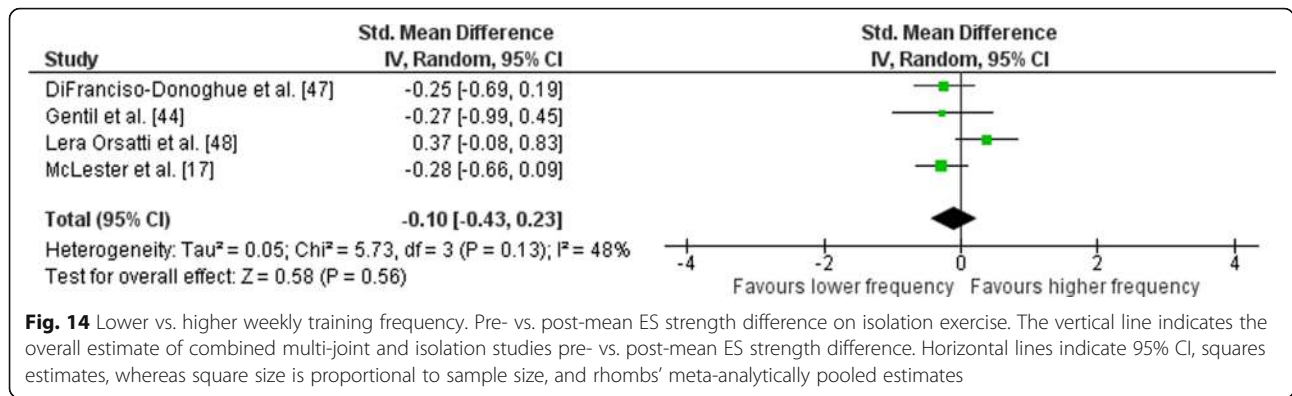 Std. Mean Difference Std. Mean Difference
Study IV, Random, 95% CI IV, Random, 95% CI
DiFranciso-Donoghue et al. [47] -0.25 [-0.69, 0.19]
Gentil et al. [44] -0.27 [-0.99, 0.45]
Lera Orsatti et al. [48] 0.37 [-0.08, 0.83]
McLester et al. [17] -0.28 [-0.66, 0.09]
Total (95% CI) -0.10 [-0.43, 0.23]
Heterogeneity: Tau² = 0.05; Chi² = 5.73, df = 3 (P = 0.13); I² = 48%
Test for overall effect: Z = 0.58 (P = 0.56)
-4 -2 0 2 4
Favours lower frequency Favours higher frequency
Fig. 14 Lower vs. higher weekly training frequency. Pre- vs. post-mean ES strength difference on isolation exercise. The vertical line indicates the
overall estimate of combined multi-joint and isolation studies pre- vs. post-mean ES strength difference. Horizontal lines indicate 95% CI, squares
estimates, whereas square size is proportional to sample size, and rhombs’ meta-analytically pooled estimates